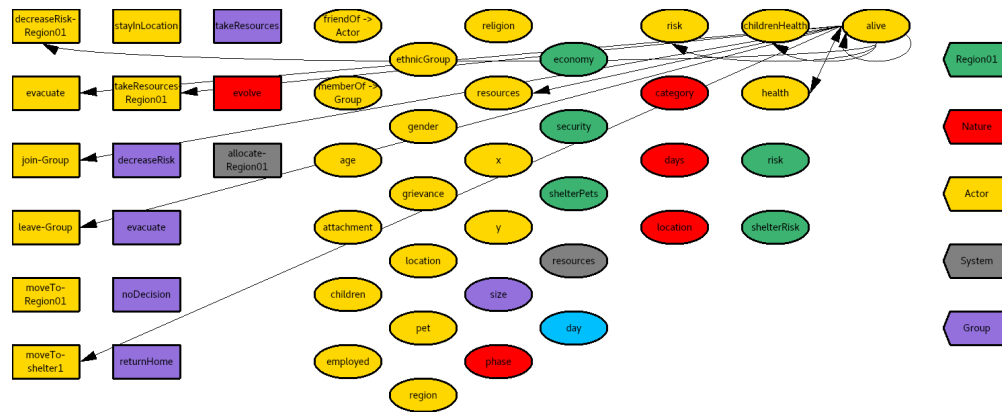 decreaseRisk-
Region01
stayInLocation
takeResources
friendOf ->
Actor
religion
risk
childrenHealth
alive
ethnicGroup
economy
Region01
evacuate
takeResources-
Region01
evolve
memberOf ->
Group
resources
category
health
gender
security
Nature
join-Group
decreaseRisk
allocate-
Region01
age
x
days
risk
grievance
shelterPets
Actor
leave-Group
evacuate
attachment
y
location
shelterRisk
location
resources
System
moveTo-
Region01
noDecision
children
size
pet
day
Group
moveTo-
shelter1
returnHome
employed
phase
region